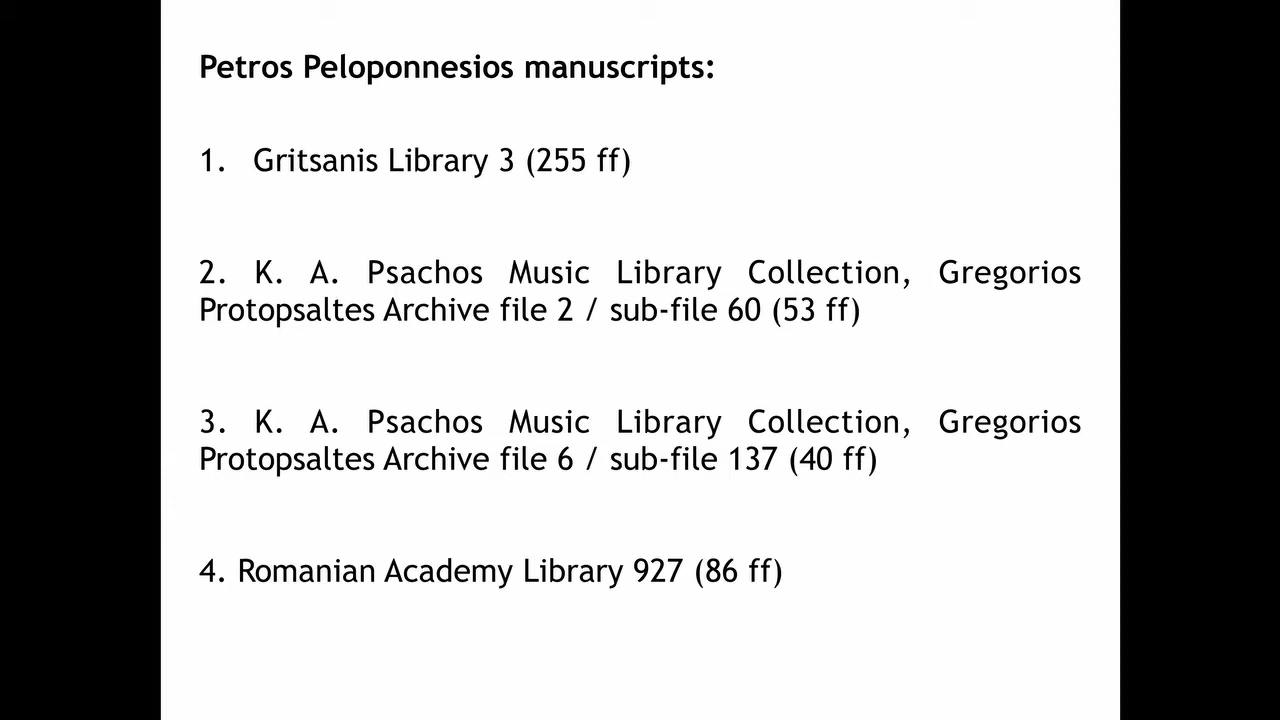 Petros Peloponnesios manuscripts:
1. Gritsanis Library 3 (255 ff)
2. K. A. Psachos Music Library Collection, Gregorios
Protopsaltes Archive file 2 / sub-file 60 (53 ff)
3. K. A. Psachos Music Library Collection, Gregorios
Protopsaltes Archive file 6 / sub-file 137 (40 ff)
4. Romanian Academy Library 927 (86 ff)